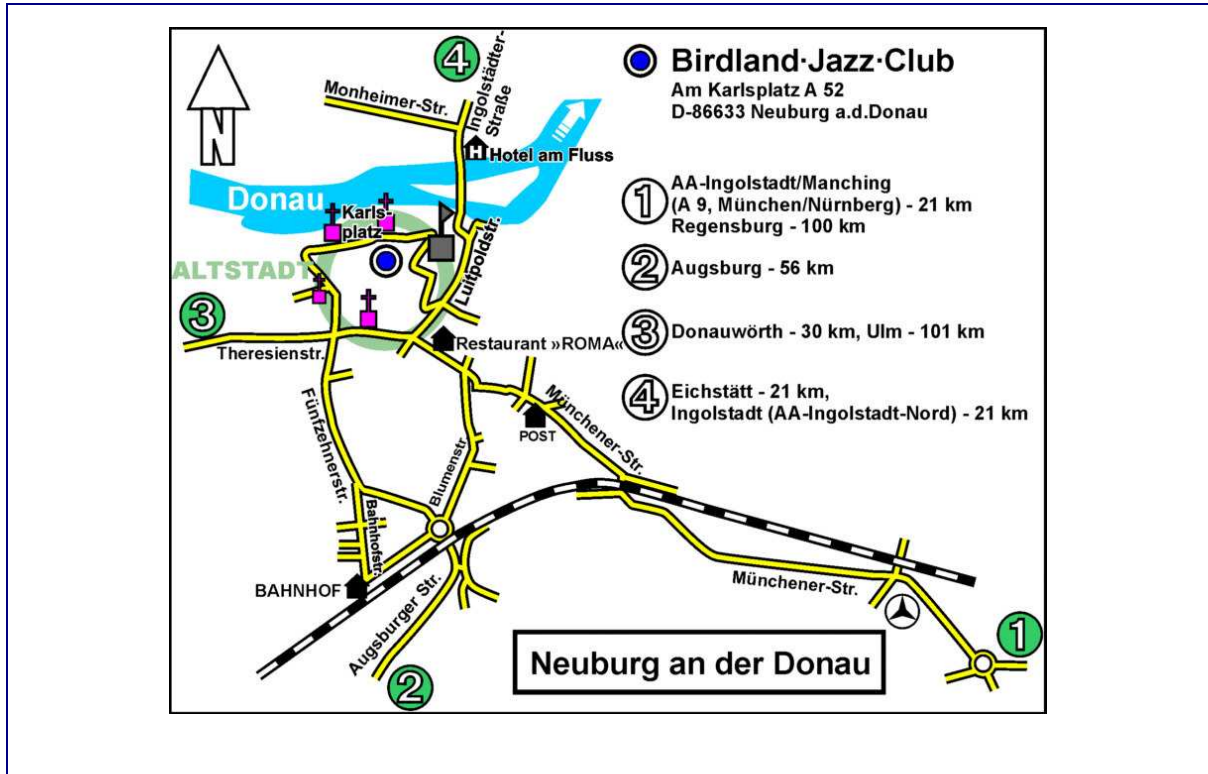 N
4
Monheimer-Str.
Ingolstädter-
Straße
Hotel am Fluss
H
Donau
Karls-
platz
ALTSTADT
Luitpoldstr.
3
Theresienstr.
Restaurant »ROMA«
Fünfzehnerstr.
Blumenstr
Münchener-Str.
POST
Bahnhofstr.
BAHNHOF
Augsburger Str.
2
Münchener-Str.
1
Neuburg an der Donau
Birdland·Jazz·Club
Am Karlsplatz A 52
D-86633 Neuburg a.d.Donau
1 AA-Ingolstadt/Manching
(A 9, München/Nürnberg) - 21 km
Regensburg - 100 km
2 Augsburg - 56 km
3 Donauwörth - 30 km, Ulm - 101 km
4 Eichstätt - 21 km,
Ingolstadt (AA-Ingolstadt-Nord) - 21 km